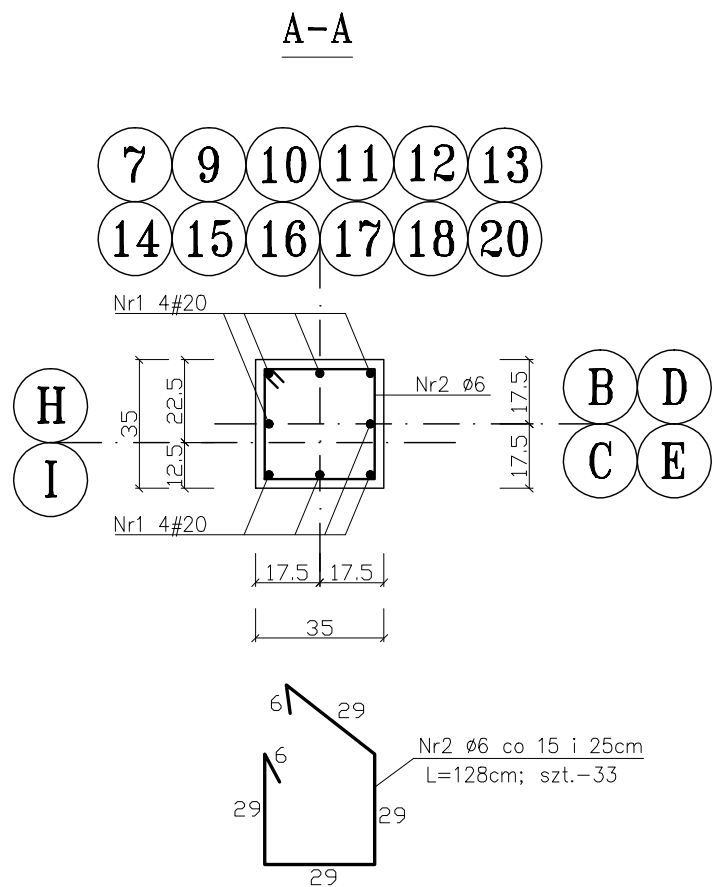 A-A
7 9 10 11 12 13
14 15 16 17 18 20
Nr1 4#20
Nr2 ø6
H
I
35
22.5
12.5
17.5
17.5
B D
C E
Nr1 4#20
17.5 17.5
35
6
29
6
29
29
29
Nr2 ø6 co 15 i 25cm
L=128cm; szt.-33